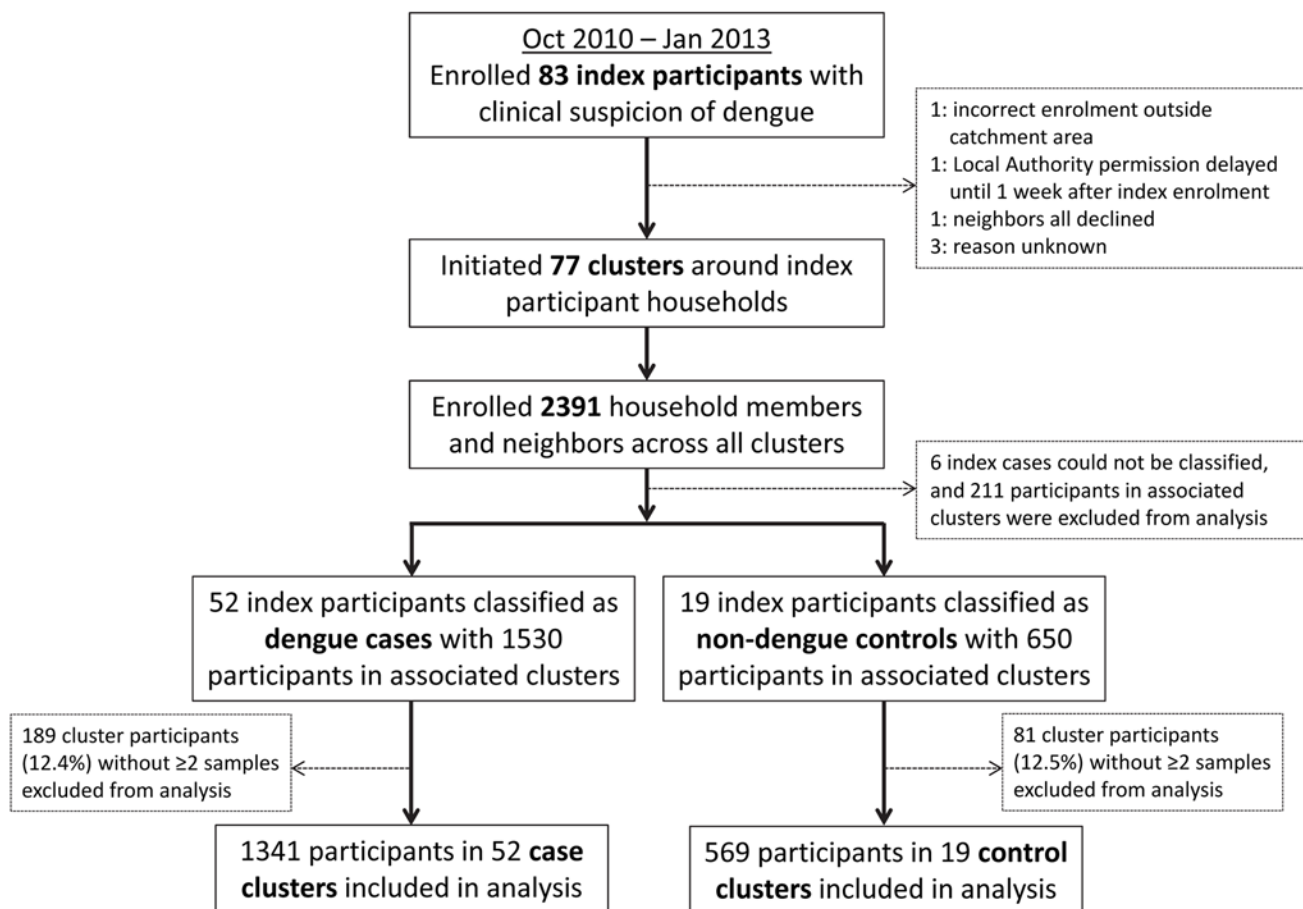 Oct 2010 – Jan 2013
Enrolled 83 index participants with
clinical suspicion of dengue
1: incorrect enrolment outside
catchment area
1: Local Authority permission delayed
until 1 week after index enrolment
1: neighbors all declined
3: reason unknown
Initiated 77 clusters around index
participant households
Enrolled 2391 household members
and neighbors across all clusters
6 index cases could not be classified,
and 211 participants in associated
clusters were excluded from analysis
52 index participants classified as
dengue cases with 1530
participants in associated clusters
19 index participants classified as
non-dengue controls with 650
participants in associated clusters
189 cluster participants
(12.4%) without ≥2 samples
excluded from analysis
81 cluster participants
(12.5%) without ≥2 samples
excluded from analysis
1341 participants in 52 case
clusters included in analysis
569 participants in 19 control
clusters included in analysis